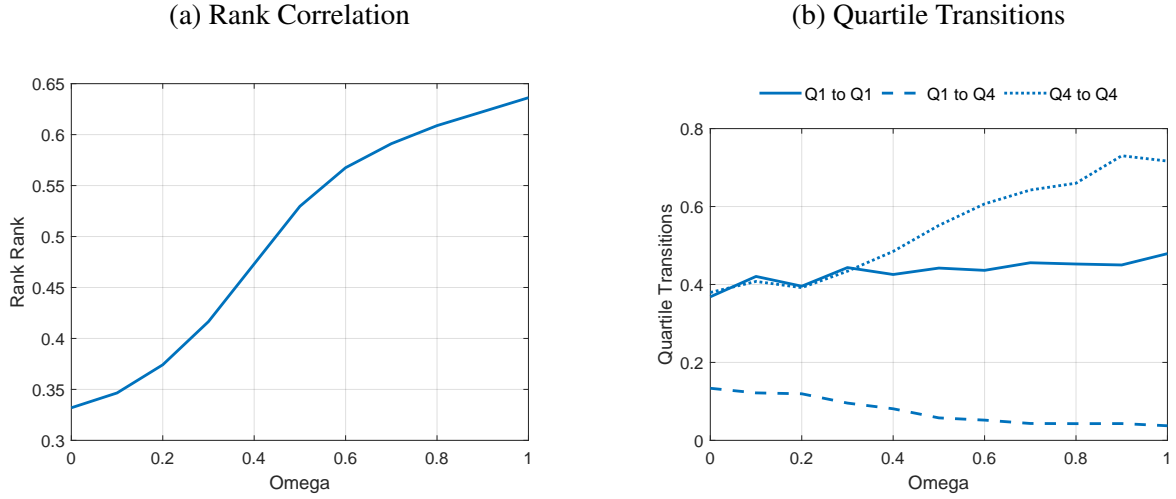 (a) Rank Correlation
0.65
0.6
0.55
0.5
0.45
0.4
0.35
0.3
Rank Rank
0 0.2 0.4 0.6 0.8 1
Omega
(b) Quartile Transitions
Q1 to Q1 Q1 to Q4 Q4 to Q4
0.8
0.6
0.4
0.2
0
Quartile Transitions
0 0.2 0.4 0.6 0.8 1
Omega